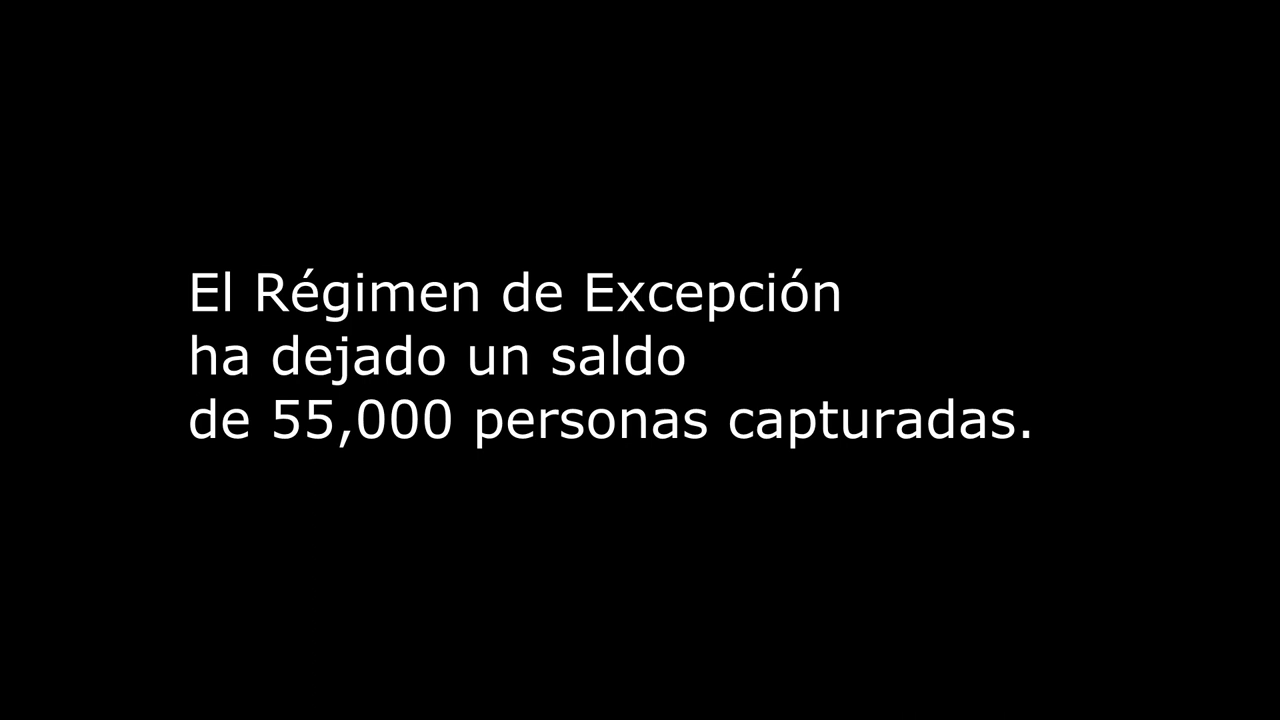 El Régimen de Excepción
ha dejado un saldo
de 55,000 personas capturadas.